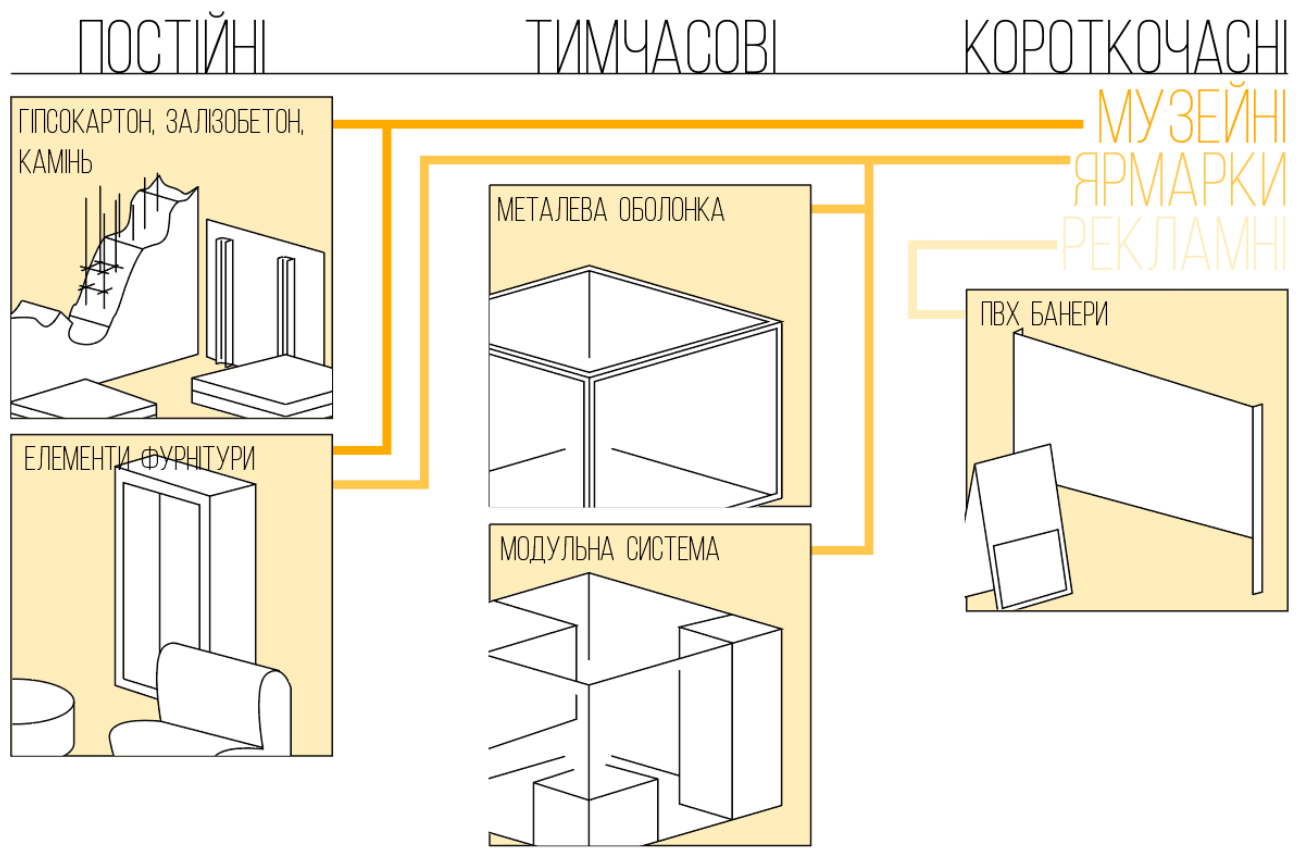 ПОСТІЙНІ
ТИМЧАСОВІ
КОРОТКОЧАСНІ
МУЗЕЙНІ
ЯРМАРКИ
РЕКЛАМНІ
ГІПСОКАРТОН, ЗАЛІЗОБЕТОН,
КАМІНЬ
ЕЛЕМЕНТИ ФУРНІТУРИ
МЕТАЛЕВА ОБОЛОНКА
МОДУЛЬНА СИСТЕМА
ПВХ БАНЕРИ